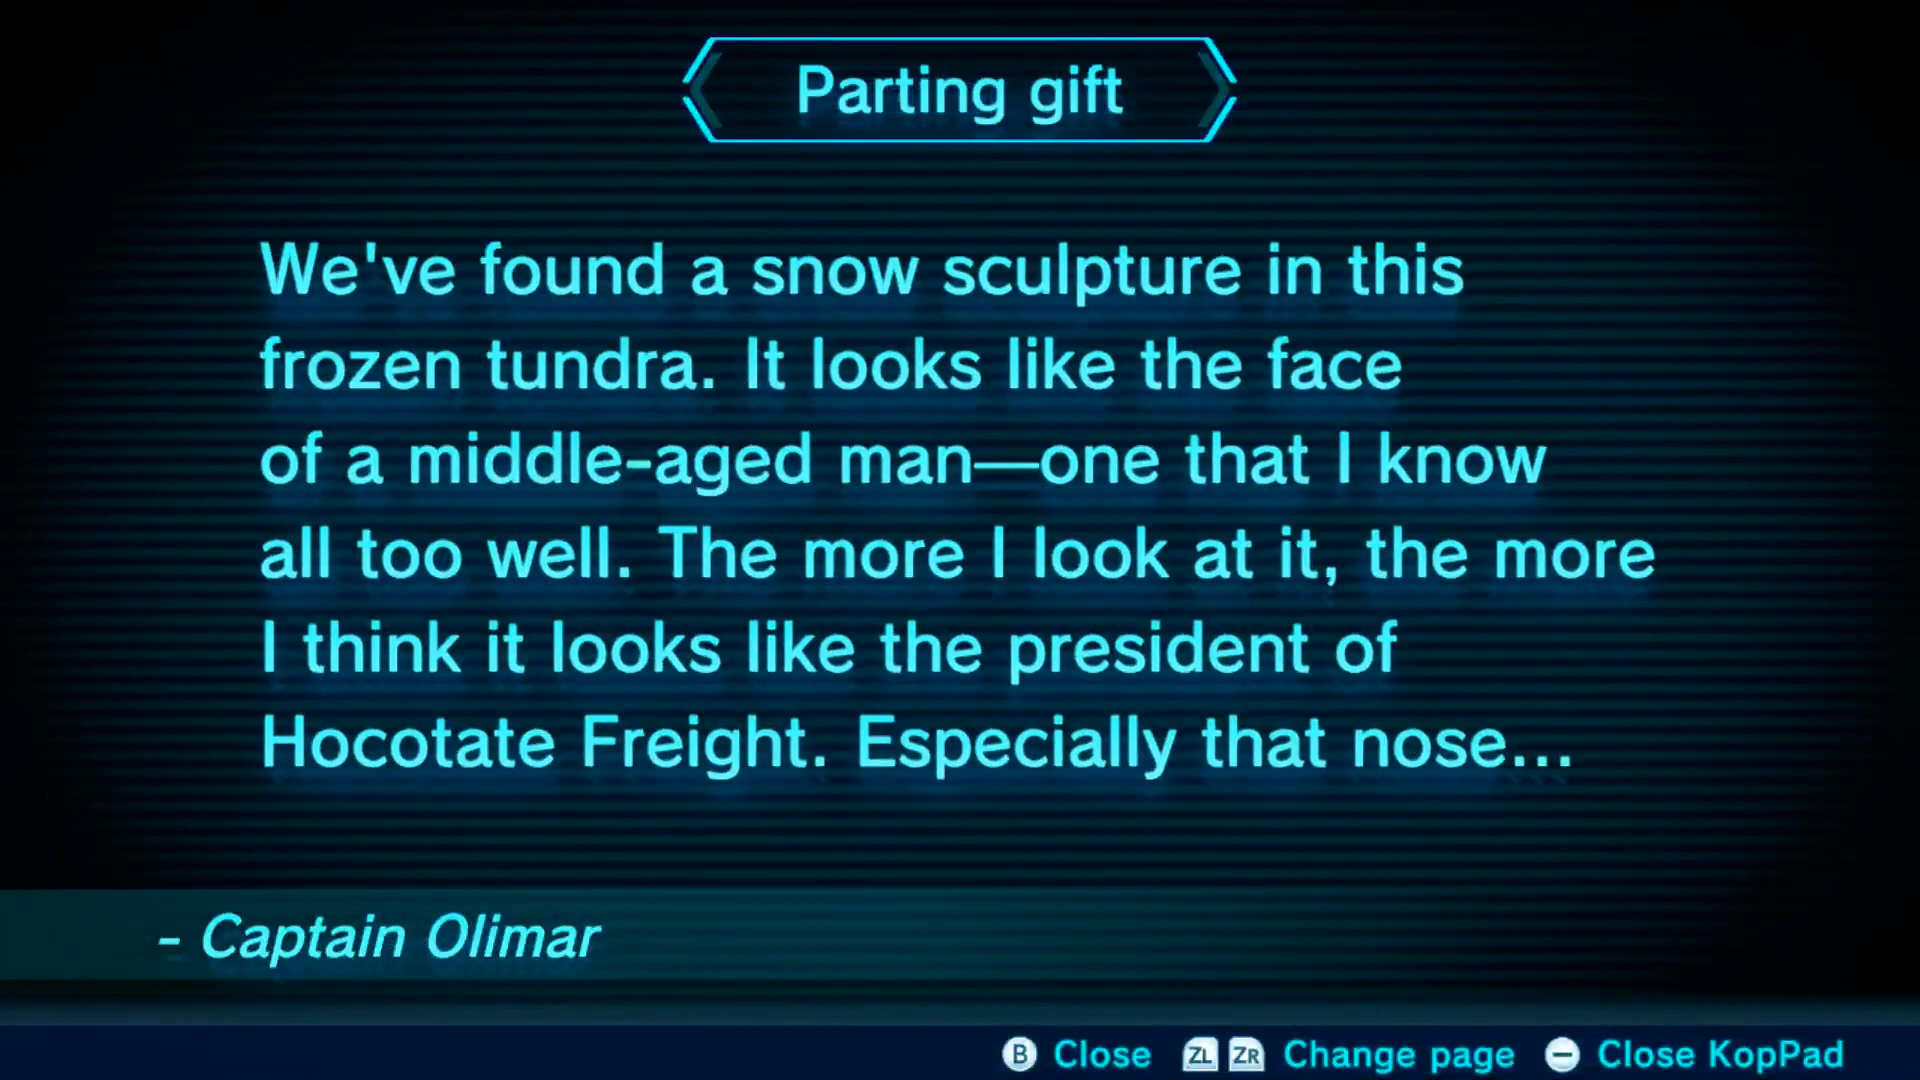 Parting gift
We've found a snow sculpture in this
frozen tundra. It looks like the face
of a middle-aged man—one that I know
all too well. The more I look at it, the more
I think it looks like the president of
Hocotate Freight. Especially that nose...
- Captain Olimar
B Close ZL ZR Change page − Close KopPad